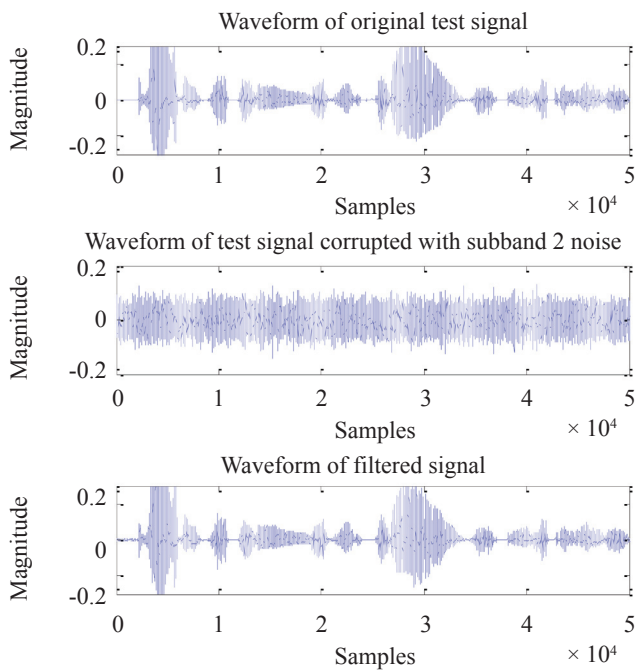 Waveform of original test signal
Magnitude
0.2
0
-0.2
0 1 2 3 4 5
Samples
× 10⁴
Waveform of test signal corrupted with subband 2 noise
Magnitude
0.2
0
-0.2
0 1 2 3 4 5
Samples
× 10⁴
Waveform of filtered signal
Magnitude
0.2
0
-0.2
0 1 2 3 4 5
Samples
× 10⁴